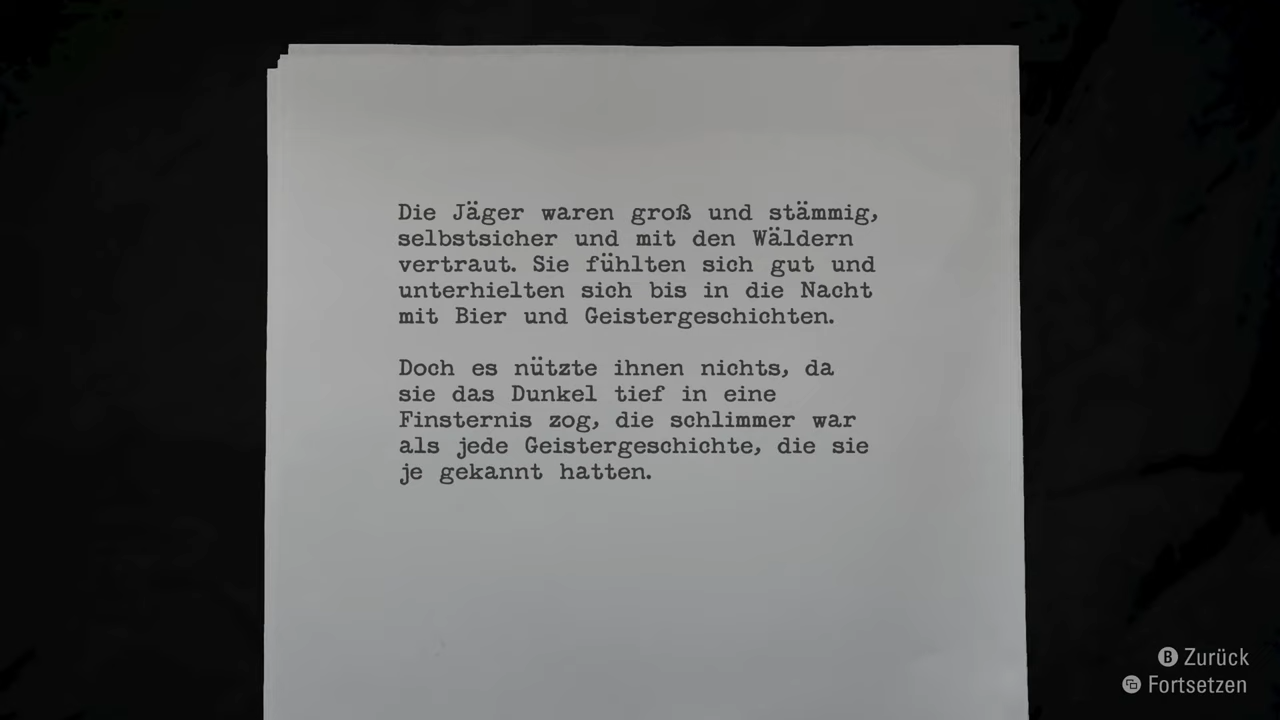 Die Jäger waren groß und stämmig,
selbstsicher und mit den Wäldern
vertraut. Sie fühlten sich gut und
unterhielten sich bis in die Nacht
mit Bier und Geistergeschichten.
Doch es nützte ihnen nichts, da
sie das Dunkel tief in eine
Finsternis zog, die schlimmer war
als jede Geistergeschichte, die sie
je gekannt hatten.
B Zurück
Fortsetzen